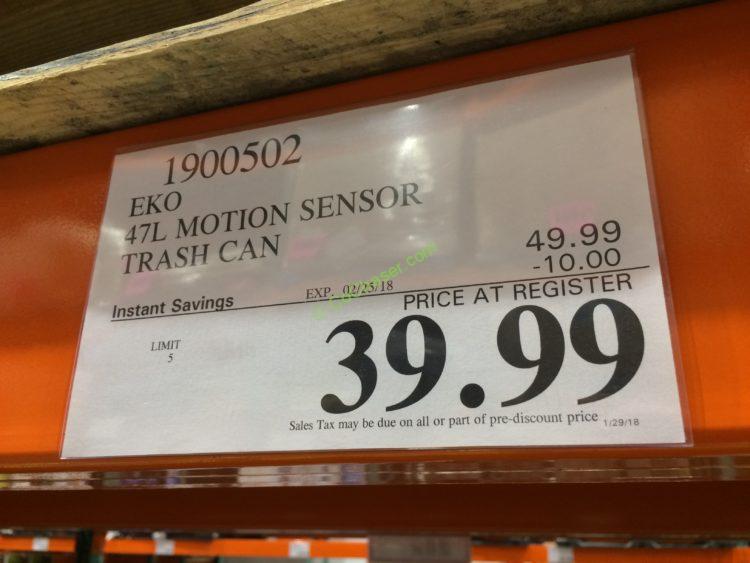 1900502
EKO
47L MOTION SENSOR
TRASH CAN
49.99
-10.00
Instant Savings
EXP. 02/25/18
PRICE AT REGISTER
LIMIT
5
39.99
Sales Tax may be due on all or part of pre-discount price 1/29/18